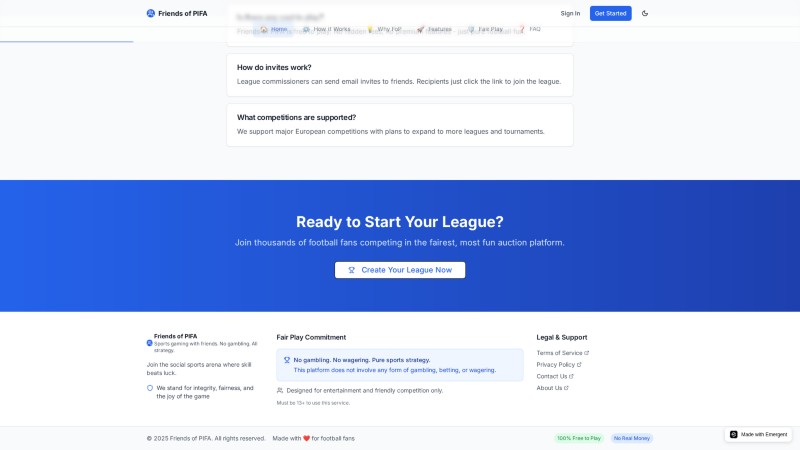 Friends of PIFA
Sign In
Get Started
Is there any cost to play?
Home
How it Works
Why FoP
Features
Fair Play
FAQ
How do invites work?
League commissioners can send email invites to friends. Recipients just click the link to join the league.
What competitions are supported?
We support major European competitions with plans to expand to more leagues and tournaments.
Ready to Start Your League?
Join thousands of football fans competing in the fairest, most fun auction platform.
Create Your League Now
Friends of PIFA
Sports gaming with friends. No gambling. All
strategy.
Join the social sports arena where skill
beats luck.
We stand for integrity, fairness, and
the joy of the game
Fair Play Commitment
No gambling. No wagering. Pure sports strategy.
This platform does not involve any form of gambling, betting, or wagering.
Designed for entertainment and friendly competition only.
Must be 13+ to use this service.
Legal & Support
Terms of Service
Privacy Policy
Contact Us
About Us
© 2025 Friends of PIFA. All rights reserved.
Made with ❤️ for football fans
100% Free to Play
No Real Money
Made with Emergent